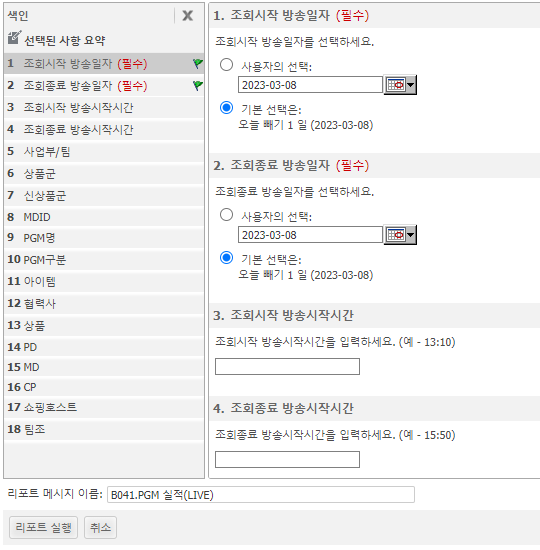 색인
선택된 사항 요약
1 조회시작 방송일자 (필수)
2 조회종료 방송일자 (필수)
3 조회시작 방송시작시간
4 조회종료 방송시작시간
5 사업부/팀
6 상품군
7 신상품군
8 MDID
9 PGM명
10 PGM구분
11 아이템
12 협력사
13 상품
14 PD
15 MD
16 CP
17 쇼핑호스트
18 팀조
1. 조회시작 방송일자 (필수)
조회시작 방송일자를 선택하세요.
사용자의 선택:
2023-03-08
기본 선택은:
오늘 빼기 1 일 (2023-03-08)
2. 조회종료 방송일자 (필수)
조회종료 방송일자를 선택하세요.
사용자의 선택:
2023-03-08
기본 선택은:
오늘 빼기 1 일 (2023-03-08)
3. 조회시작 방송시작시간
조회시작 방송시작시간을 입력하세요. (예 - 13:10)
4. 조회종료 방송시작시간
조회종료 방송시작시간을 입력하세요. (예 - 15:50)
리포트 메시지 이름: B041.PGM 실적(LIVE)
리포트 실행 취소